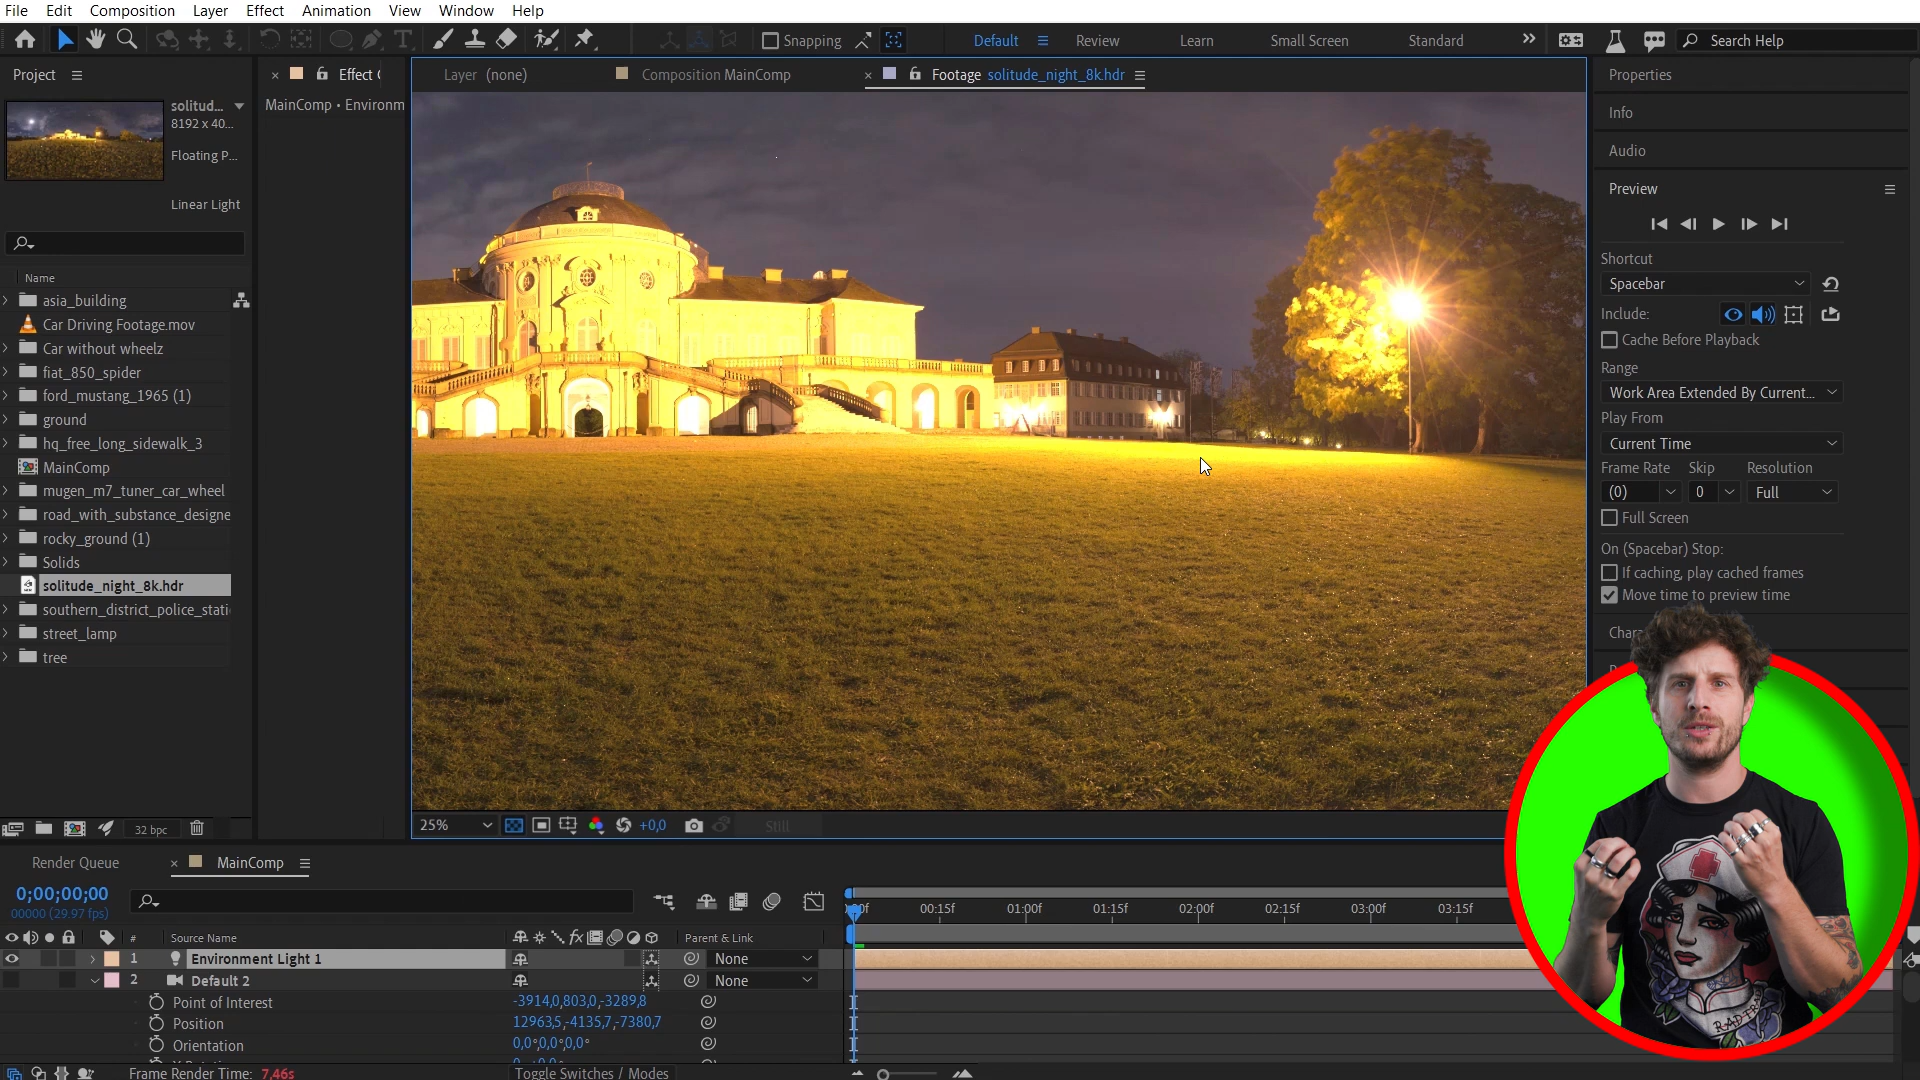 File Edit Composition Layer Effect Animation View Window Help
Snapping Default Review Learn Small Screen Standard Search Help
Project
solitud...
8192 x 40...
Floating P...
Linear Light
Name
asia_building
Car Driving Footage.mov
Car without wheelz
fiat_850_spider
ford_mustang_1965 (1)
ground
hq_free_long_sidewalk_3
MainComp
mugen_m7_tuner_car_wheel
road_with_substance_designe
rocky_ground (1)
Solids
solitude_night_8k.hdr
southern_district_police_stati
street_lamp
tree
32 bpc
Effect
MainComp • Environm
Layer (none) Composition MainComp Footage solitude_night_8k.hdr
25% +0,0 Still
Properties
Info
Audio
Preview
Shortcut
Spacebar
Include:
Cache Before Playback
Range
Work Area Extended By Current...
Play From
Current Time
Frame Rate Skip Resolution
(0) 0 Full
Full Screen
On (Spacebar) Stop:
If caching, play cached frames
Move time to preview time
Render Queue MainComp
0;00;00;00
00000 (29.97 fps)
00:15f 01:00f 01:15f 02:00f 02:15f 03:00f 03:15f
# Source Name Parent & Link
1 Environment Light 1 None
2 Default 2 None
Point of Interest -3914,0,803,0,-3289,8
Position 12963,5,-4135,7,-7380,7
Orientation 0,0°,0,0°,0,0°
Frame Render Time: 7,46s Toggle Switches / Modes